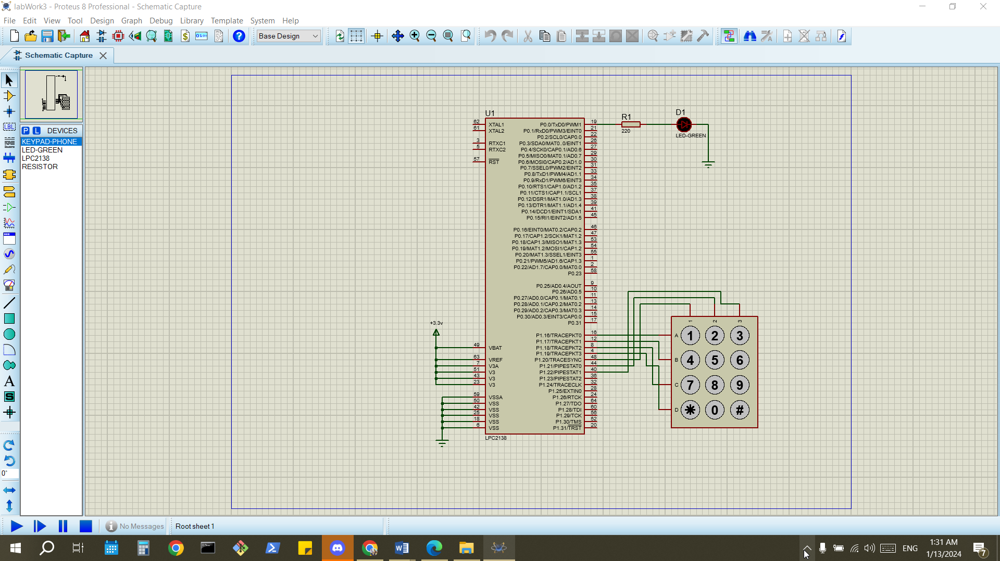 labWork3 - Proteus 8 Professional - Schematic Capture
File Edit View Tool Design Graph Debug Library Template System Help
Base Design
Schematic Capture
P L DEVICES
KEYPAD-PHONE
LED-GREEN
LPC2138
RESISTOR
LBL
A
S
0°
U1
62 XTAL1
61 XTAL2
3 RTXC1
5 RTXC2
57 RST
+3.3v
49 VBAT
63 VREF
7 V3A
51 V3
43 V3
23 V3
59 VSSA
50 VSS
42 VSS
25 VSS
18 VSS
6 VSS
P0.0/TxD0/PWM1 19
P0.1/RxD0/PWM3/EINT0 21
P0.2/SCL0/CAP0.0 22
P0.3/SDA0/MAT0..0/EINT1 26
P0.4/SCK0/CAP0.1/AD0.6 27
P0.5/MISO0/MAT0.1/AD0.7 29
P0.6/MOSI0/CAP0.2/AD1.0 30
P0.7/SSEL0/PWM2/EINT2 31
P0.8/TxD1/PWM4/AD1.1 33
P0.9/RxD1/PWM6/EINT3 34
P0.10/RTS1/CAP1.0/AD1.2 35
P0.11/CTS1/CAP1.1/SCL1 37
P0.12/DSR1/MAT1.0/AD1.3 38
P0.13/DTR1/MAT1.1/AD1.4 39
P0.14/DCD1/EINT1/SDA1 41
P0.15/RI1/EINT2/AD1.5 45
P0.16/EINT0/MAT0.2/CAP0.2 46
P0.17/CAP1.2/SCK1/MAT1.2 47
P0.18/CAP1.3/MISO1/MAT1.3 53
P0.19/MAT1.2/MOSI1/CAP1.2 54
P0.20/MAT1.3/SSEL1/EINT3 55
P0.21/PWM5/AD1.6/CAP1.3 1
P0.22/AD1.7/CAP0.0/MAT0.0 2
P0.23 58
P0.25/AD0.4/AOUT 9
P0.26/AD0.5 10
P0.27/AD0.0/CAP0.1/MAT0.1 11
P0.28/AD0.1/CAP0.2/MAT0.2 13
P0.29/AD0.2/CAP0.3/MAT0.3 14
P0.30/AD0.3/EINT3/CAP0.0 15
P0.31 17
P1.16/TRACEPKT0 16
P1.17/TRACEPKT1 12
P1.18/TRACEPKT2 8
P1.19/TRACEPKT3 4
P1.20/TRACESYNC 48
P1.21/PIPESTAT0 44
P1.22/PIPESTAT1 40
P1.23/PIPESTAT2 36
P1.24/TRACECLK 32
P1.25/EXTIN0 28
P1.26/RTCK 24
P1.27/TDO 64
P1.28/TDI 60
P1.29/TCK 56
P1.30/TMS 52
P1.31/TRST 20
LPC2138
R1
220
D1
LED-GREEN
1 2 3
A 1 2 3
B 4 5 6
C 7 8 9
D * 0 #
No Messages
Root sheet 1
ENG
1:31 AM
1/13/2024
7